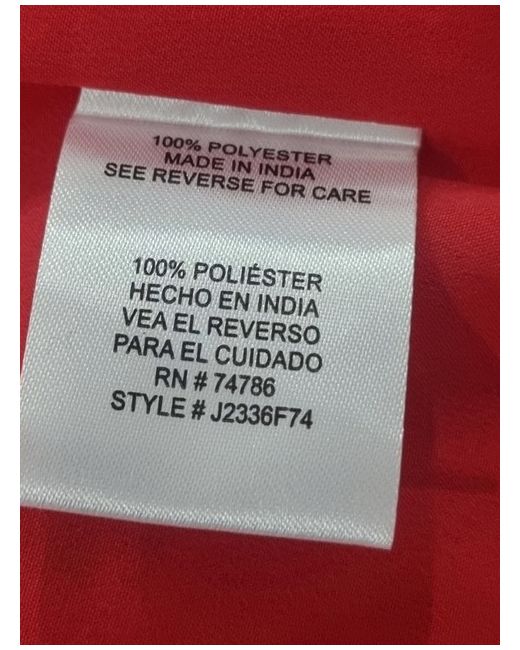 100% POLYESTER
MADE IN INDIA
SEE REVERSE FOR CARE
100% POLIÉSTER
HECHO EN INDIA
VEA EL REVERSO
PARA EL CUIDADO
RN # 74786
STYLE # J2336F74